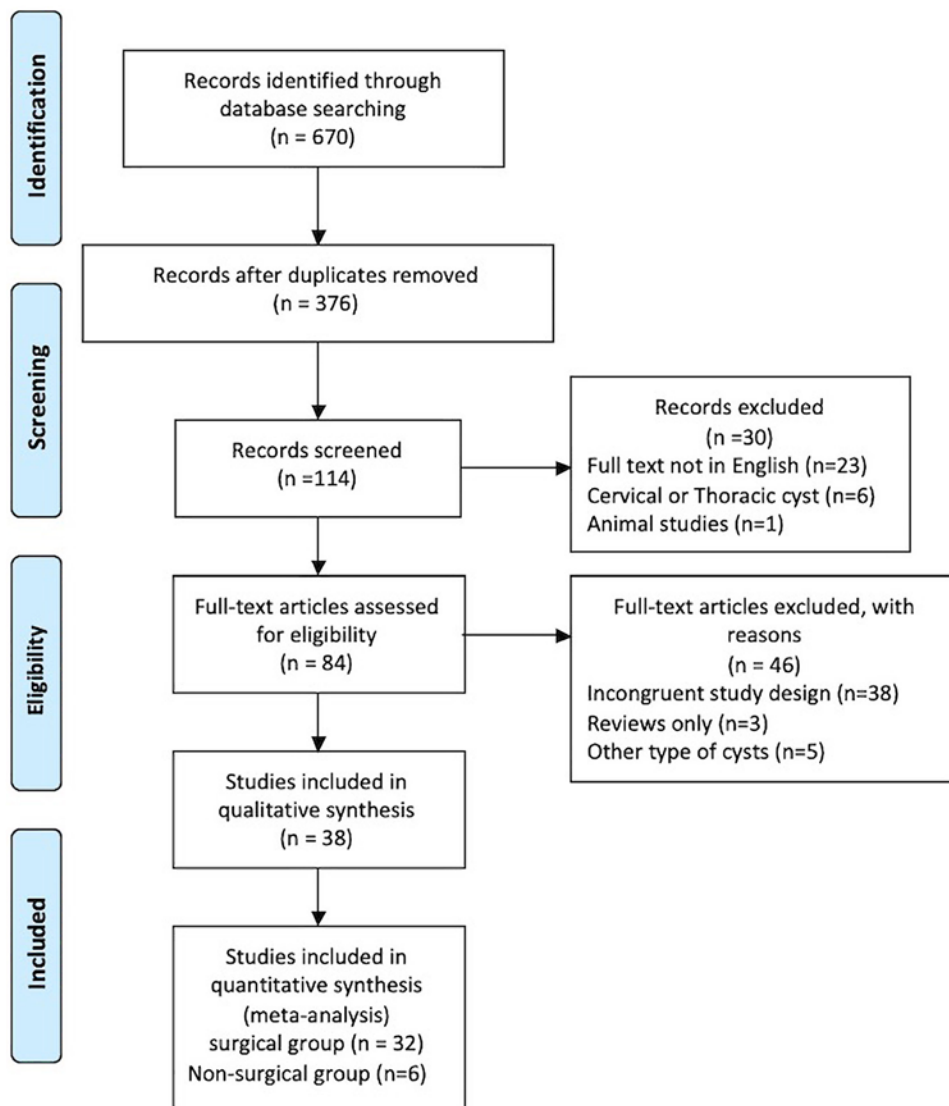 Identification
Records identified through
database searching
(n = 670)
Records after duplicates removed
(n = 376)
Screening
Records screened
(n =114)
Records excluded
(n =30)
Full text not in English (n=23)
Cervical or Thoracic cyst (n=6)
Animal studies (n=1)
Eligibility
Full-text articles assessed
for eligibility
(n = 84)
Full-text articles excluded, with
reasons
(n = 46)
Incongruent study design (n=38)
Reviews only (n=3)
Other type of cysts (n=5)
Studies included in
qualitative synthesis
(n = 38)
Included
Studies included in
quantitative synthesis
(meta-analysis)
surgical group (n = 32)
Non-surgical group (n=6)